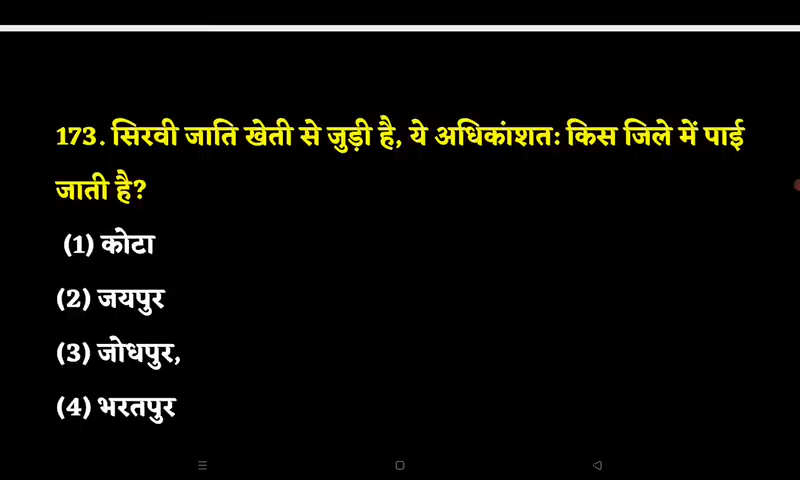 173. सिरवी जाति खेती से जुड़ी है, ये अधिकांशतः किस जिले में पाई
जाती है?
(1) कोटा
(2) जयपुर
(3) जोधपुर,
(4) भरतपुर